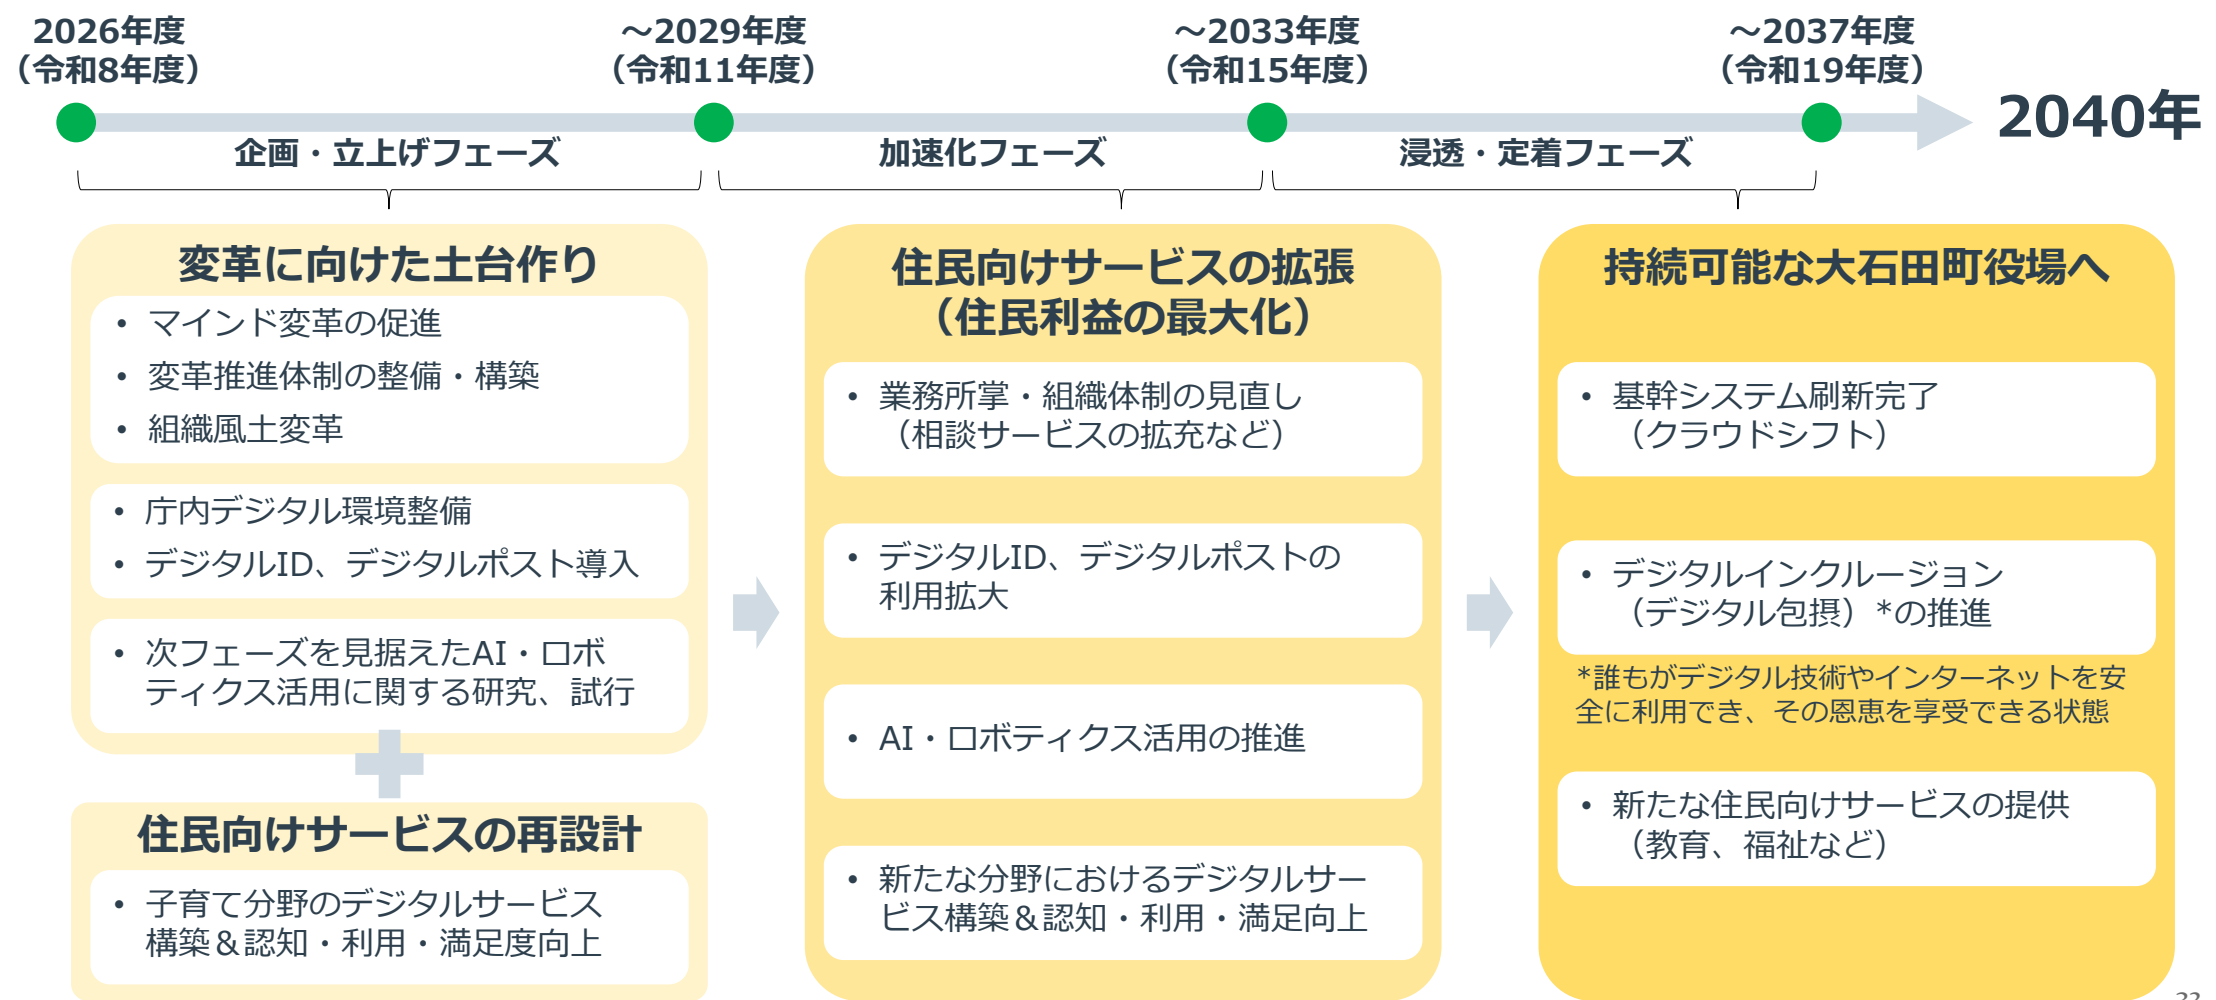 2026年度
（令和8年度）
～2029年度
（令和11年度）
～2033年度
（令和15年度）
～2037年度
（令和19年度）
2040年
企画・立上げフェーズ
加速化フェーズ
浸透・定着フェーズ
変革に向けた土台作り
• マインド変革の促進
• 変革推進体制の整備・構築
• 組織風土変革
• 庁内デジタル環境整備
• デジタルID、デジタルポスト導入
• 次フェーズを見据えたAI・ロボ
ティクス活用に関する研究、試行
住民向けサービスの再設計
• 子育て分野のデジタルサービス
構築＆認知・利用・満足度向上
住民向けサービスの拡張
（住民利益の最大化）
• 業務所掌・組織体制の見直し
（相談サービスの拡充など）
• デジタルID、デジタルポストの
利用拡大
• AI・ロボティクス活用の推進
• 新たな分野におけるデジタルサー
ビス構築＆認知・利用・満足向上
持続可能な大石田町役場へ
• 基幹システム刷新完了
（クラウドシフト）
• デジタルインクルージョン
（デジタル包摂）*の推進
*誰もがデジタル技術やインターネットを安
全に利用でき、その恩恵を享受できる状態
• 新たな住民向けサービスの提供
（教育、福祉など）